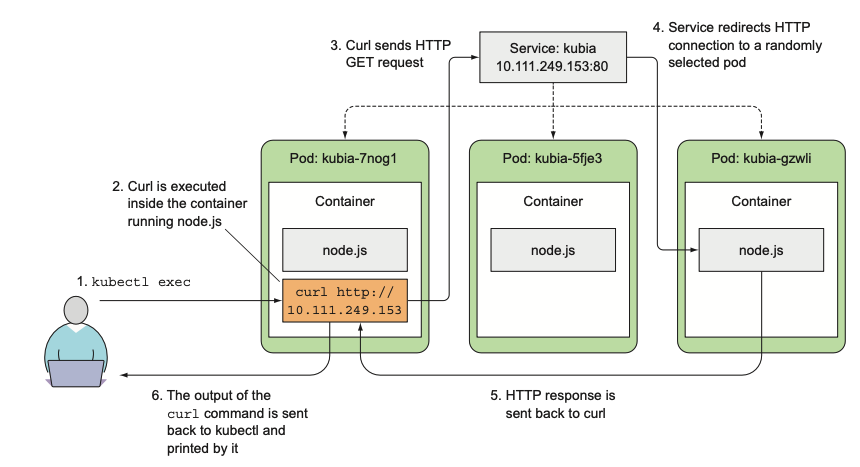 3. Curl sends HTTP
GET request
Service: kubia
10.111.249.153:80
4. Service redirects HTTP
connection to a randomly
selected pod
Pod: kubia-7nog1
Pod: kubia-5fje3
Pod: kubia-gzwli
2. Curl is executed
inside the container
running node.js
Container
Container
Container
node.js
node.js
node.js
1. kubectl exec
curl http://
10.111.249.153
6. The output of the
curl command is sent
back to kubectl and
printed by it
5. HTTP response is
sent back to curl